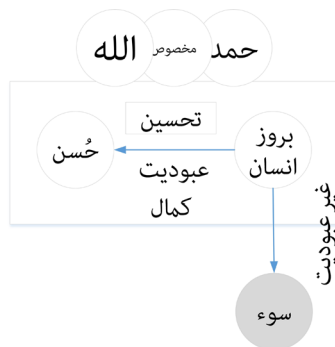 حمد مخصوص الله
تحسین
بروز
انسان
حُسن
عبودیت
کمال
غیر عبودیت
سوء